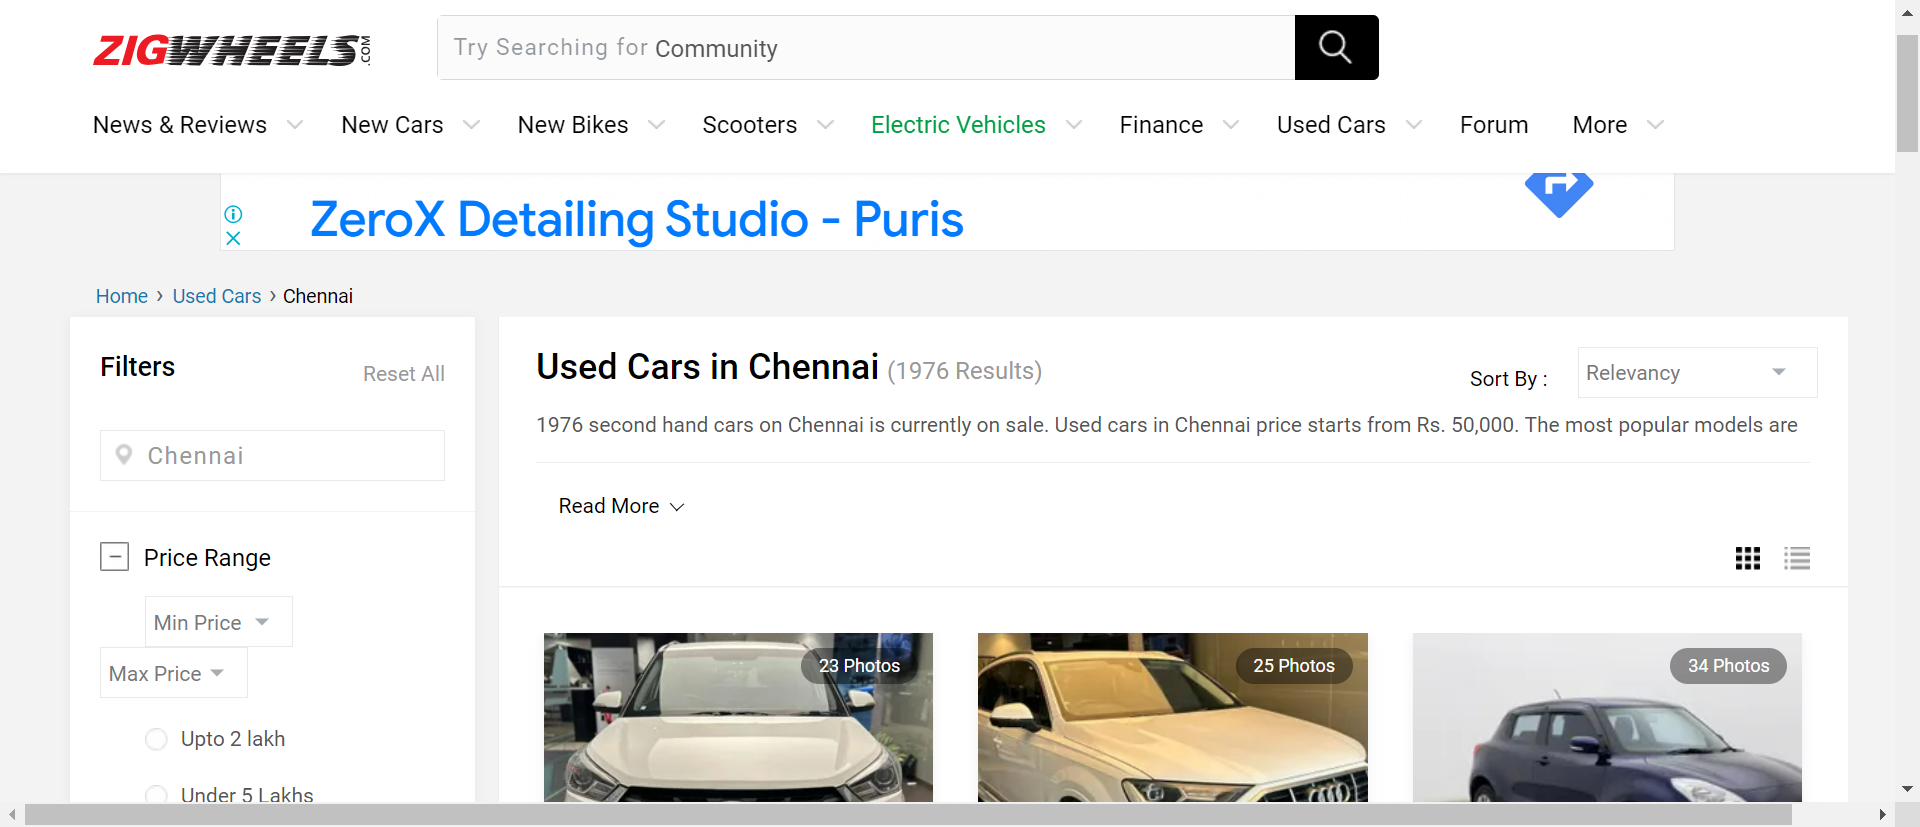 ZIGWHEELS.COM
Try Searching for Community
News & Reviews
New Cars
New Bikes
Scooters
Electric Vehicles
Finance
Used Cars
Forum
More
ZeroX Detailing Studio - Puris
Home › Used Cars › Chennai
Filters
Reset All
Chennai
Price Range
Min Price
Max Price
Upto 2 lakh
Under 5 Lakhs
Used Cars in Chennai (1976 Results)
Sort By :
Relevancy
1976 second hand cars on Chennai is currently on sale. Used cars in Chennai price starts from Rs. 50,000. The most popular models are
Read More
23 Photos
25 Photos
34 Photos